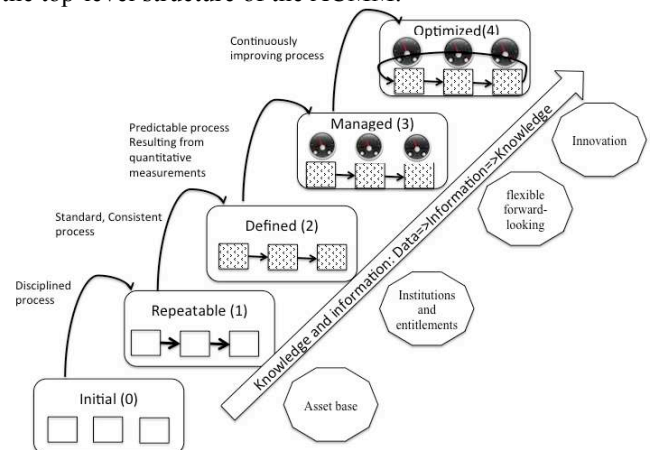 the top-level structure of the ACMM.
Optimized(4)
Continuously
improving process
Managed (3)
Predictable process
Resulting from
quantitative
measurements
Innovation
flexible
forward-
looking
Defined (2)
Standard, Consistent
process
Knowledge and information: Data=>Information=>Knowledge
Institutions
and
entitlements
Disciplined
process
Repeatable (1)
Initial (0)
Asset base